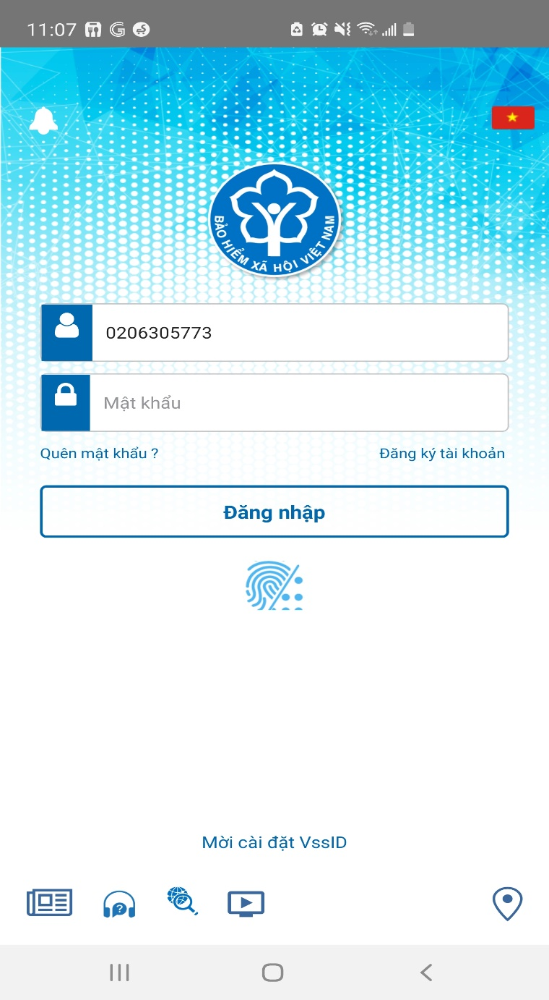 11:07
BẢO HIỂM XÃ HỘI VIỆT NAM
0206305773
Mật khẩu
Quên mật khẩu ?
Đăng ký tài khoản
Đăng nhập
Mời cài đặt VssID